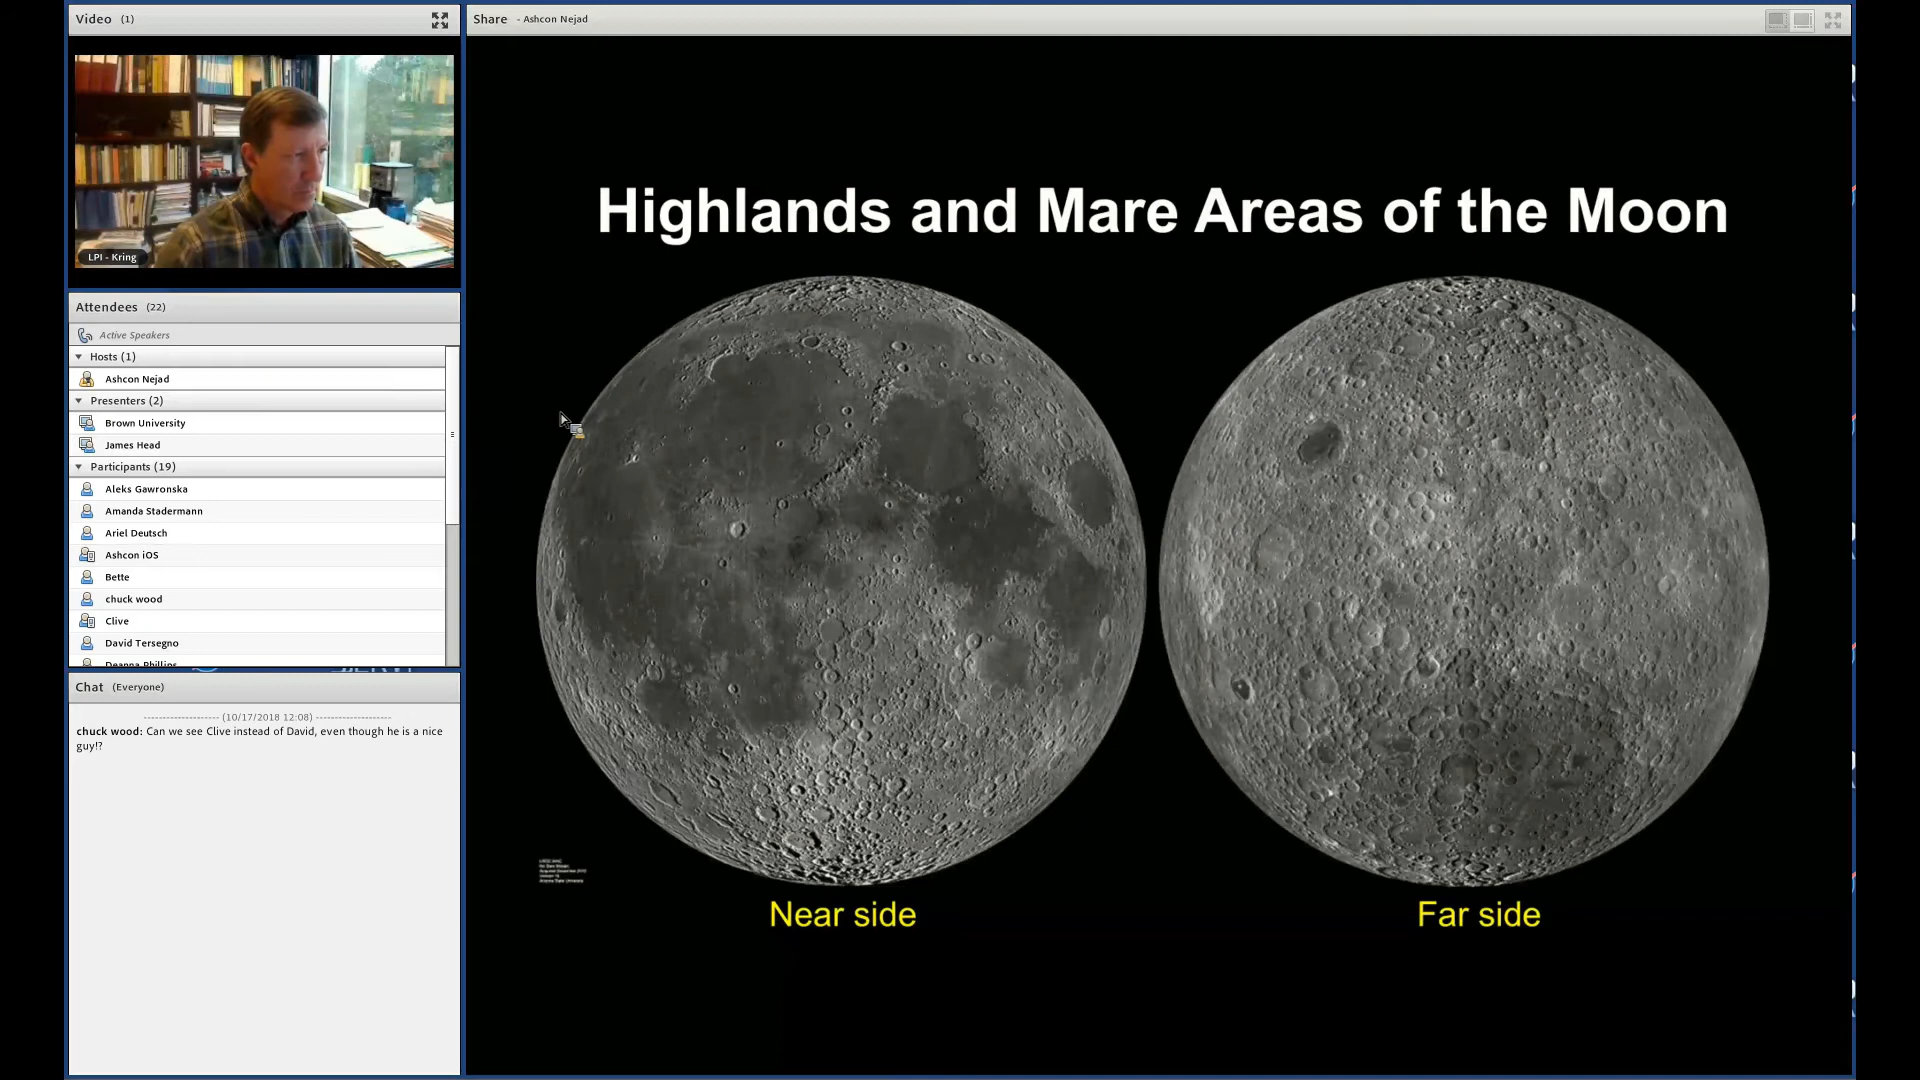 Video (1)
LPI - Kring
Attendees (22)
Active Speakers
Hosts (1)
Ashcon Nejad
Presenters (2)
Brown University
James Head
Participants (19)
Aleks Gawronska
Amanda Stadermann
Ariel Deutsch
Ashcon iOS
Bette
chuck wood
Clive
David Tersegno
Deanna Phillips
Chat (Everyone)
-------------------- (10/17/2018 12:08) --------------------
chuck wood: Can we see Clive instead of David, even though he is a nice
guy!?
Share - Ashcon Nejad
Highlands and Mare Areas of the Moon
Near side
Far side